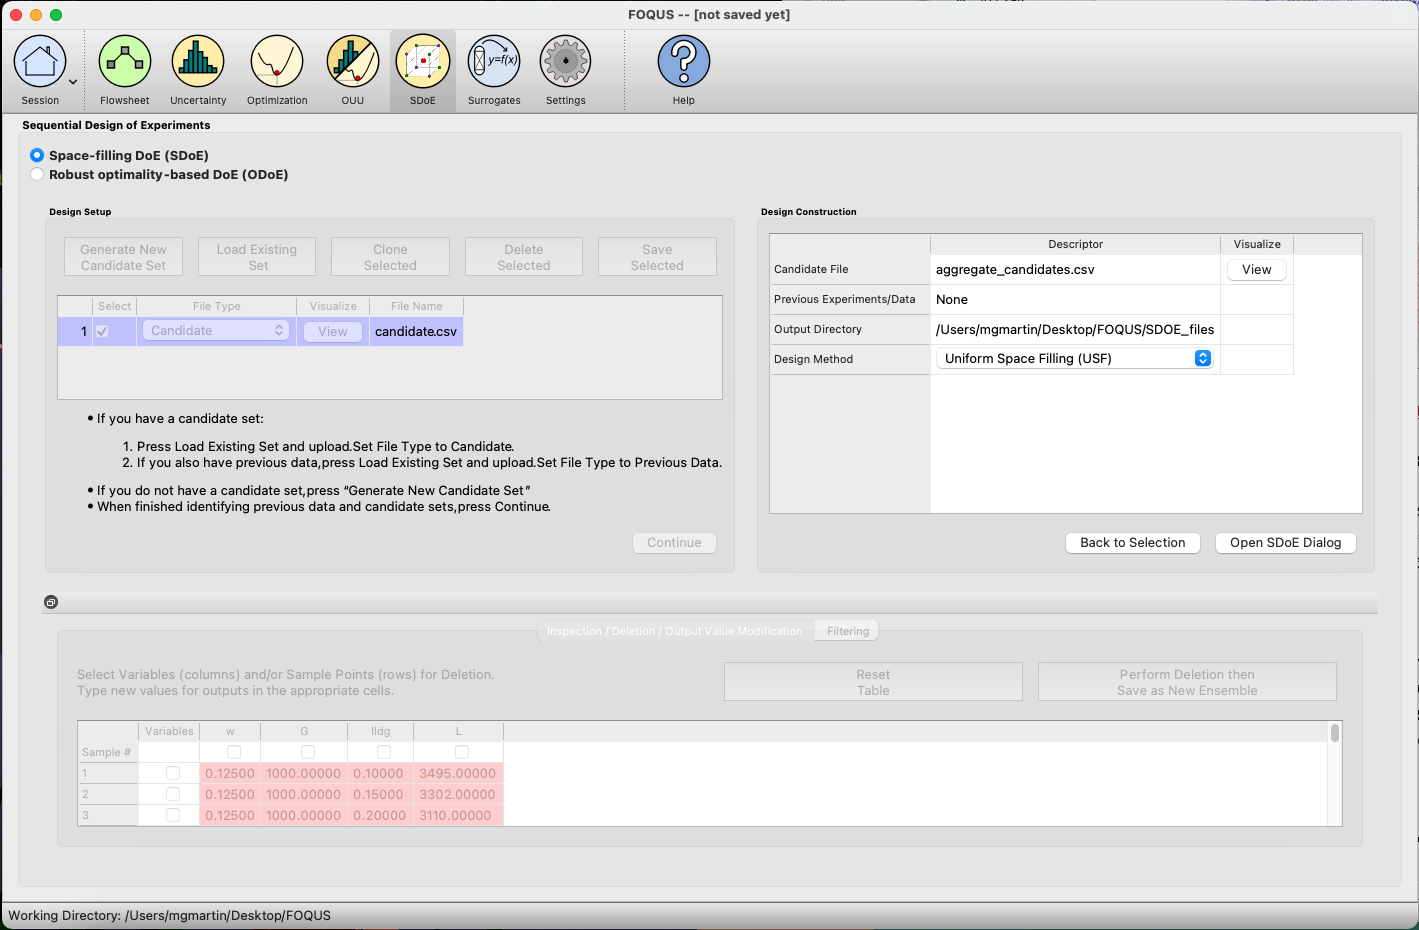 FOQUS -- [not saved yet]
Session
Flowsheet
Uncertainty
Optimization
OUU
SDoE
y=f(x)
Surrogates
Settings
Help
Sequential Design of Experiments
Space-filling DoE (SDoE)
Robust optimality-based DoE (ODoE)
Design Setup
Generate New
Candidate Set
Load Existing
Set
Clone
Selected
Delete
Selected
Save
Selected
Select File Type Visualize File Name
1 Candidate View candidate.csv
• If you have a candidate set:
1. Press Load Existing Set and upload.Set File Type to Candidate.
2. If you also have previous data,press Load Existing Set and upload.Set File Type to Previous Data.
• If you do not have a candidate set,press “Generate New Candidate Set”
• When finished identifying previous data and candidate sets,press Continue.
Continue
Design Construction
Descriptor Visualize
Candidate File aggregate_candidates.csv View
Previous Experiments/Data None
Output Directory /Users/mgmartin/Desktop/FOQUS/SDOE_files
Design Method Uniform Space Filling (USF)
Back to Selection Open SDoE Dialog
Inspection / Deletion / Output Value Modification Filtering
Select Variables (columns) and/or Sample Points (rows) for Deletion.
Type new values for outputs in the appropriate cells.
Reset
Table
Perform Deletion then
Save as New Ensemble
Variables w G lldg L
Sample #
1 0.12500 1000.00000 0.10000 3495.00000
2 0.12500 1000.00000 0.15000 3302.00000
3 0.12500 1000.00000 0.20000 3110.00000
Working Directory: /Users/mgmartin/Desktop/FOQUS